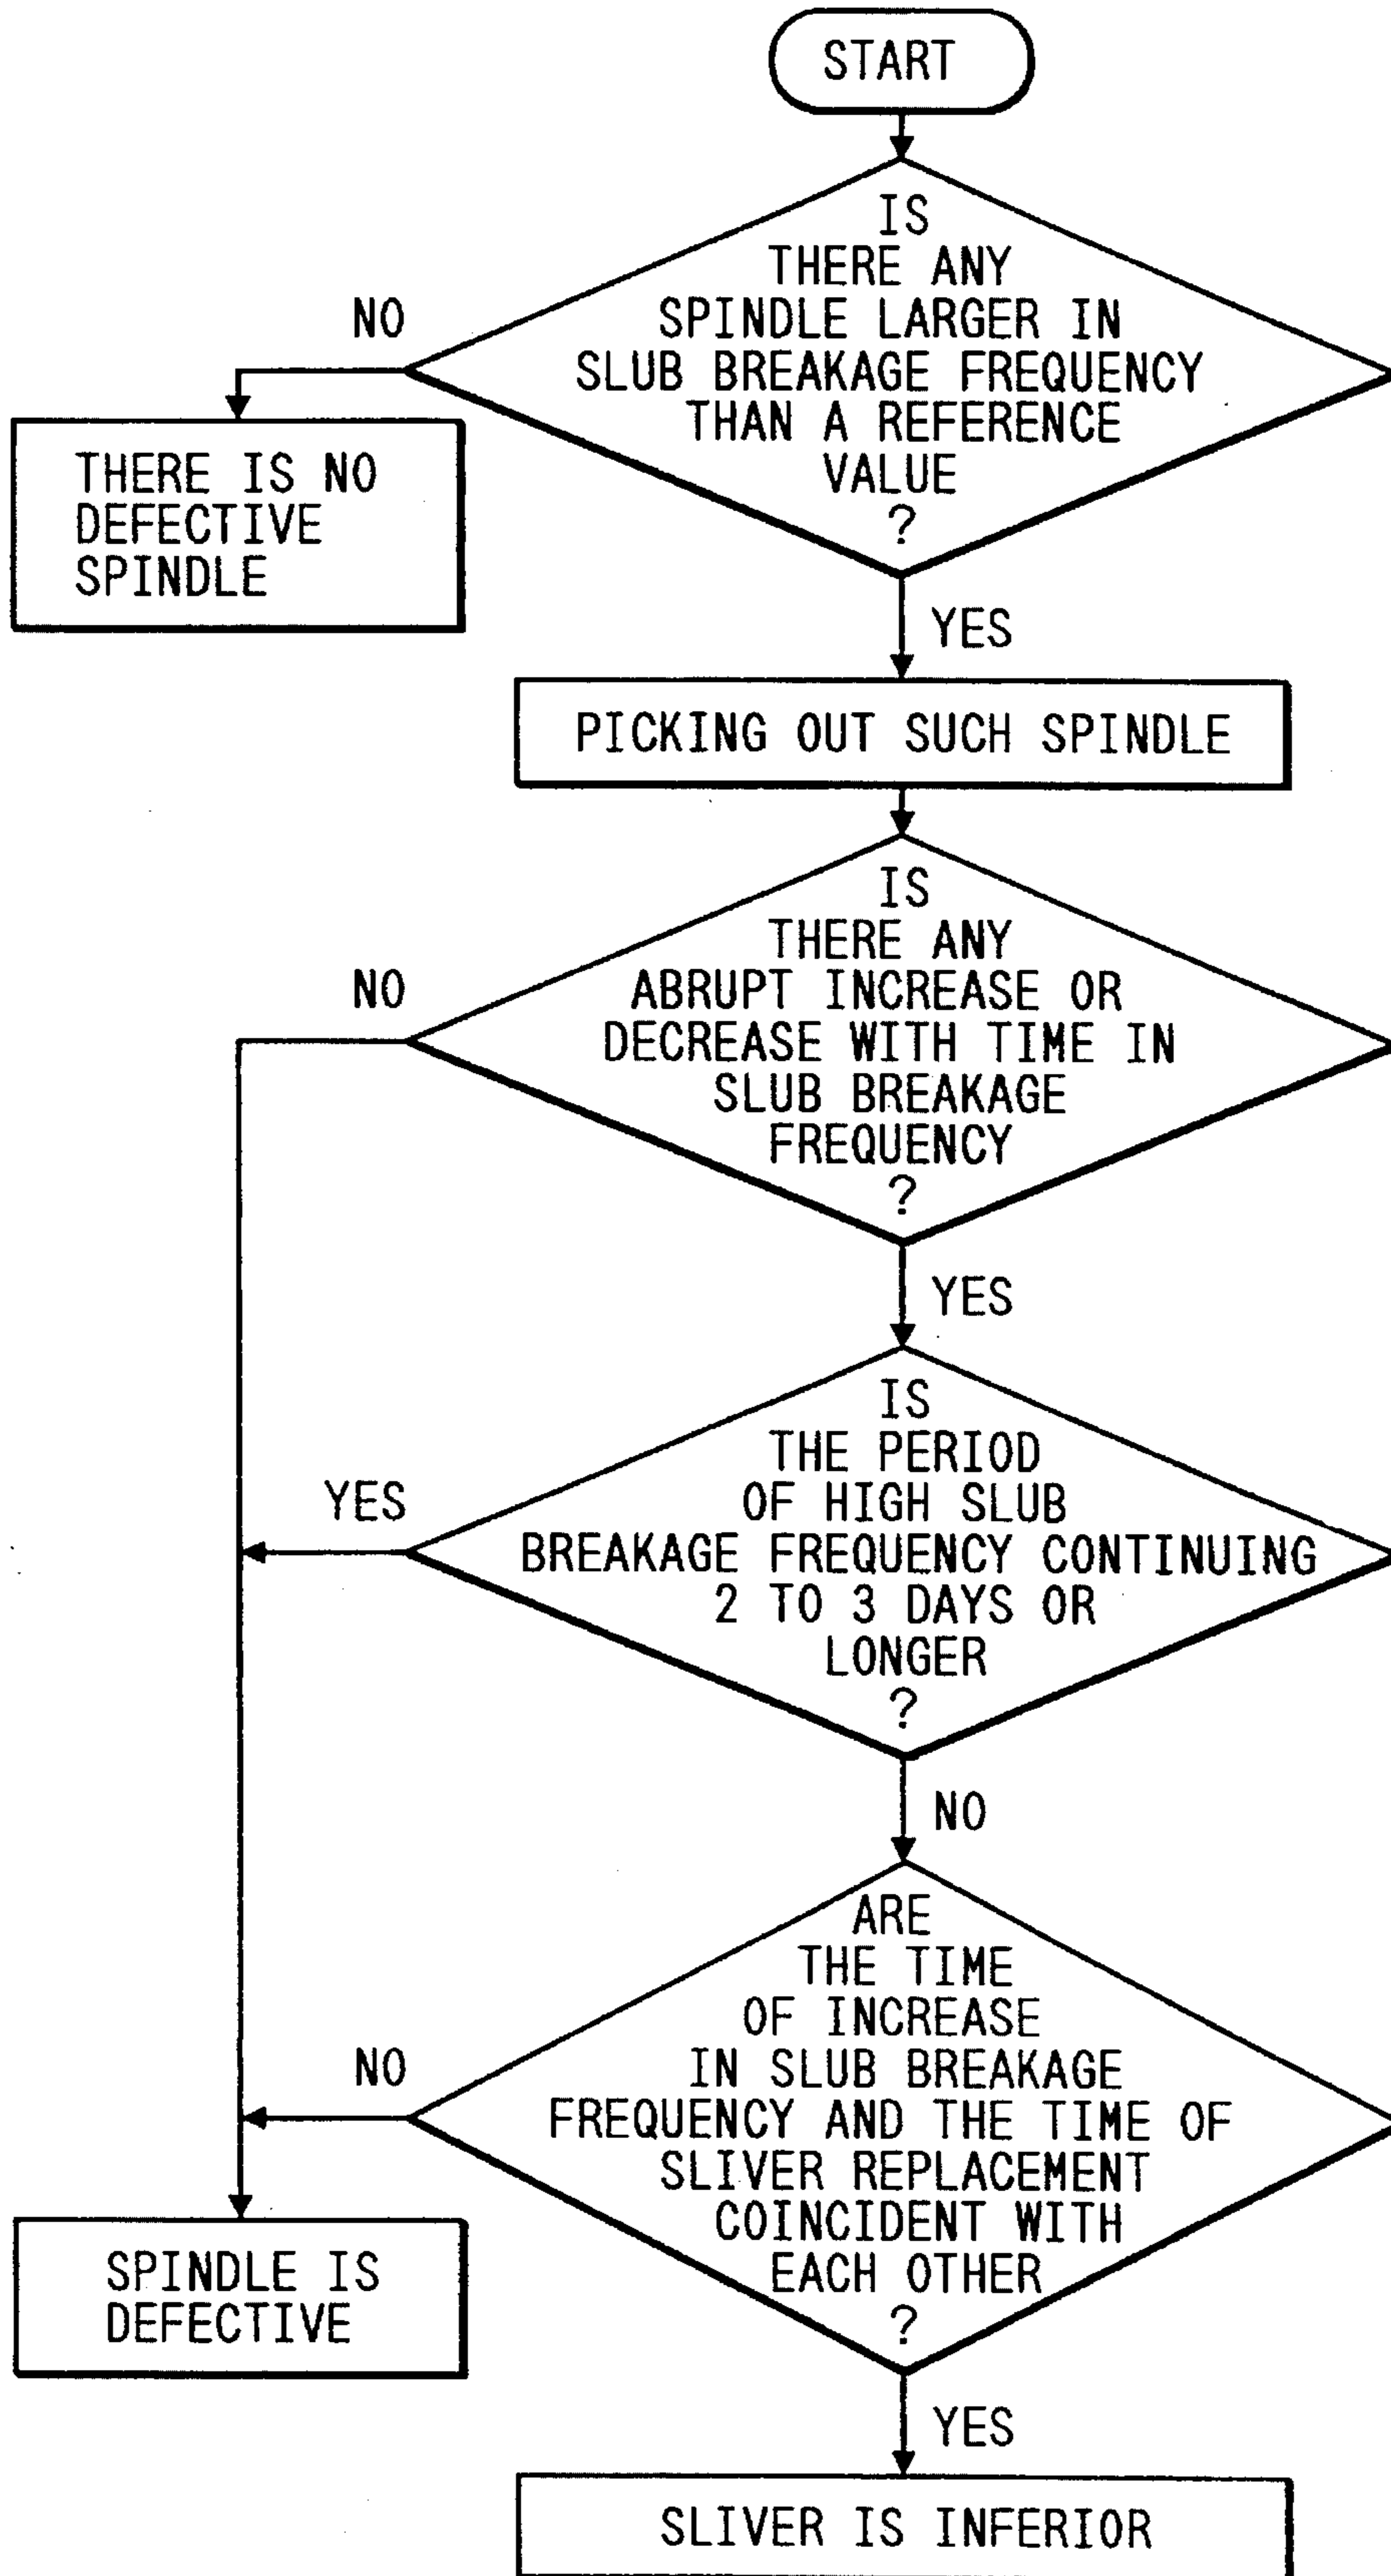 START
IS
THERE ANY
SPINDLE LARGER IN
SLUB BREAKAGE FREQUENCY
THAN A REFERENCE
VALUE
?
NO
THERE IS NO
DEFECTIVE
SPINDLE
YES
PICKING OUT SUCH SPINDLE
IS
THERE ANY
ABRUPT INCREASE OR
DECREASE WITH TIME IN
SLUB BREAKAGE
FREQUENCY
?
NO
YES
IS
THE PERIOD
OF HIGH SLUB
BREAKAGE FREQUENCY CONTINUING
2 TO 3 DAYS OR
LONGER
?
YES
NO
ARE
THE TIME
OF INCREASE
IN SLUB BREAKAGE
FREQUENCY AND THE TIME OF
SLIVER REPLACEMENT
COINCIDENT WITH
EACH OTHER
?
NO
SPINDLE IS
DEFECTIVE
YES
SLIVER IS INFERIOR